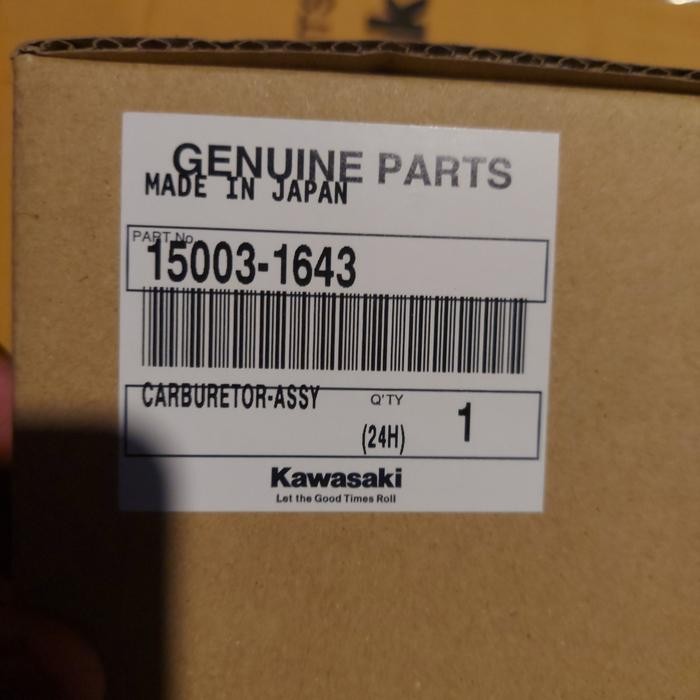 GENUINE PARTS
MADE IN JAPAN
PART No.
15003-1643
CARBURETOR-ASSY
Q'TY
(24H)
1
Kawasaki
Let the Good Times Roll